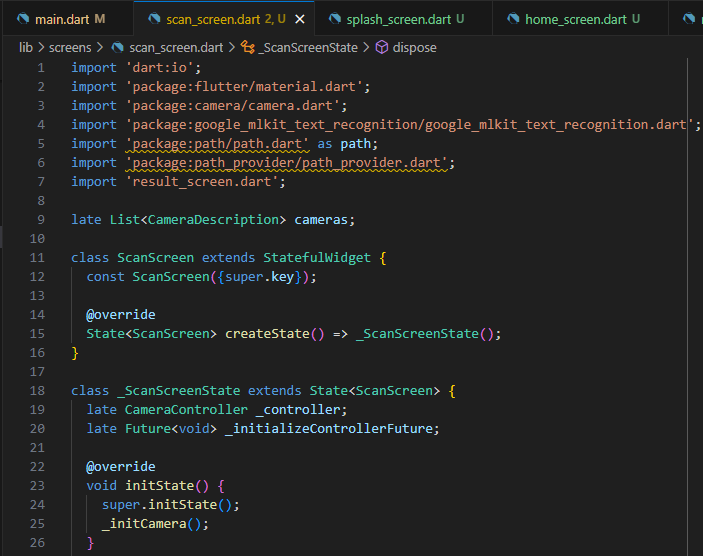 main.dart M scan_screen.dart 2, U splash_screen.dart U home_screen.dart U
lib > screens > scan_screen.dart > _ScanScreenState > dispose
1 import 'dart:io';
2 import 'package:flutter/material.dart';
3 import 'package:camera/camera.dart';
4 import 'package:google_mlkit_text_recognition/google_mlkit_text_recognition.dart';
5 import 'package:path/path.dart' as path;
6 import 'package:path_provider/path_provider.dart';
7 import 'result_screen.dart';
8
9 late List<CameraDescription> cameras;
10
11 class ScanScreen extends StatefulWidget {
12 const ScanScreen({super.key});
13
14 @override
15 State<ScanScreen> createState() => _ScanScreenState();
16 }
17
18 class _ScanScreenState extends State<ScanScreen> {
19 late CameraController _controller;
20 late Future<void> _initializeControllerFuture;
21
22 @override
23 void initState() {
24 super.initState();
25 _initCamera();
26 }